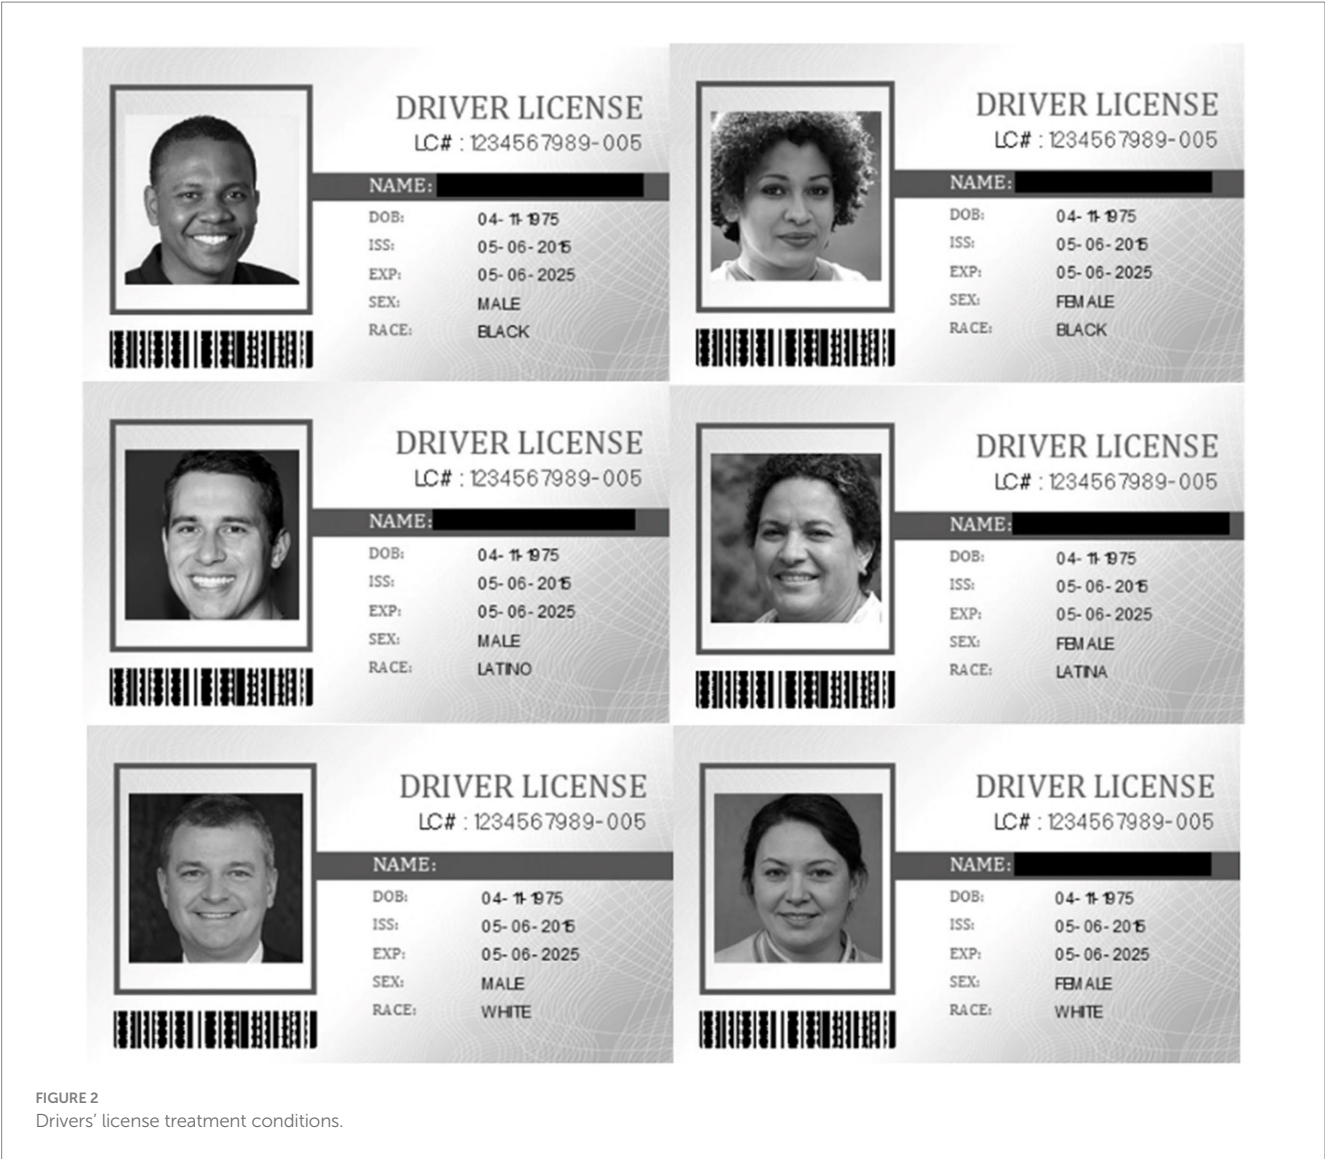 DRIVER LICENSE
LC# : 1234567989-005
NAME:
DOB: 04-11-1975
ISS: 05-06-2015
EXP: 05-06-2025
SEX: MALE
RACE: BLACK
DRIVER LICENSE
LC# : 1234567989-005
NAME:
DOB: 04-11-1975
ISS: 05-06-2015
EXP: 05-06-2025
SEX: FEMALE
RACE: BLACK
DRIVER LICENSE
LC# : 1234567989-005
NAME:
DOB: 04-11-1975
ISS: 05-06-2015
EXP: 05-06-2025
SEX: MALE
RACE: LATINO
DRIVER LICENSE
LC# : 1234567989-005
NAME:
DOB: 04-11-1975
ISS: 05-06-2015
EXP: 05-06-2025
SEX: FEMALE
RACE: LATINA
DRIVER LICENSE
LC# : 1234567989-005
NAME:
DOB: 04-11-1975
ISS: 05-06-2015
EXP: 05-06-2025
SEX: MALE
RACE: WHITE
DRIVER LICENSE
LC# : 1234567989-005
NAME:
DOB: 04-11-1975
ISS: 05-06-2015
EXP: 05-06-2025
SEX: FEMALE
RACE: WHITE
FIGURE 2
Drivers’ license treatment conditions.